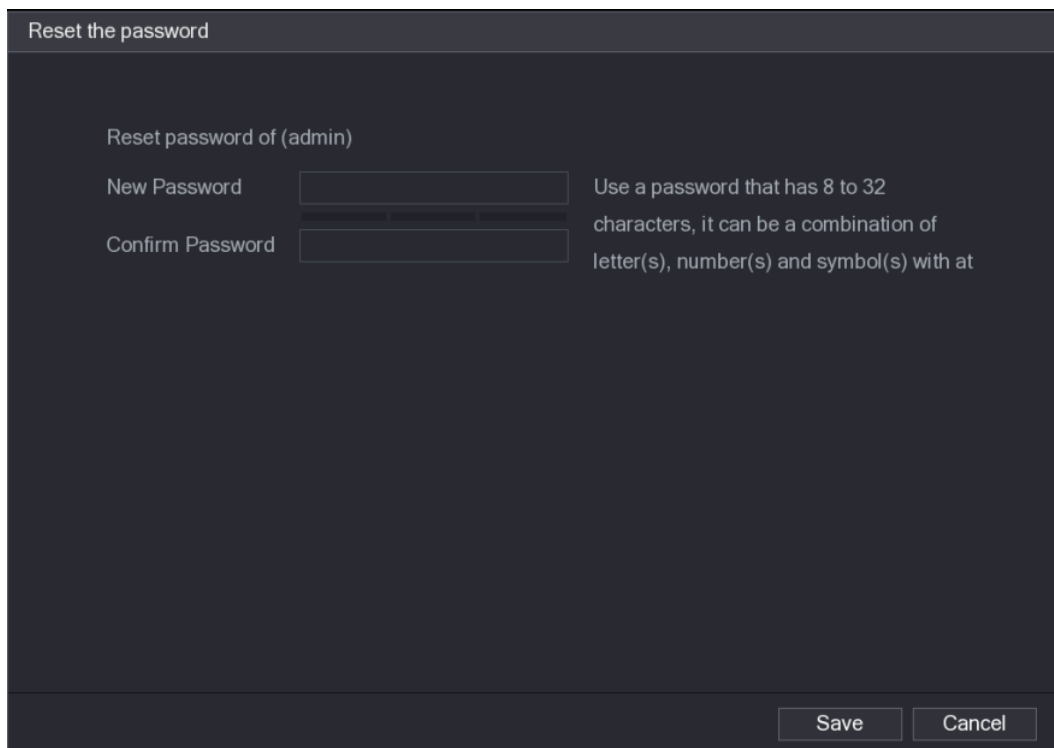 Reset the password
Reset password of (admin)
New Password
Use a password that has 8 to 32
characters, it can be a combination of
letter(s), number(s) and symbol(s) with at
Confirm Password
Save
Cancel